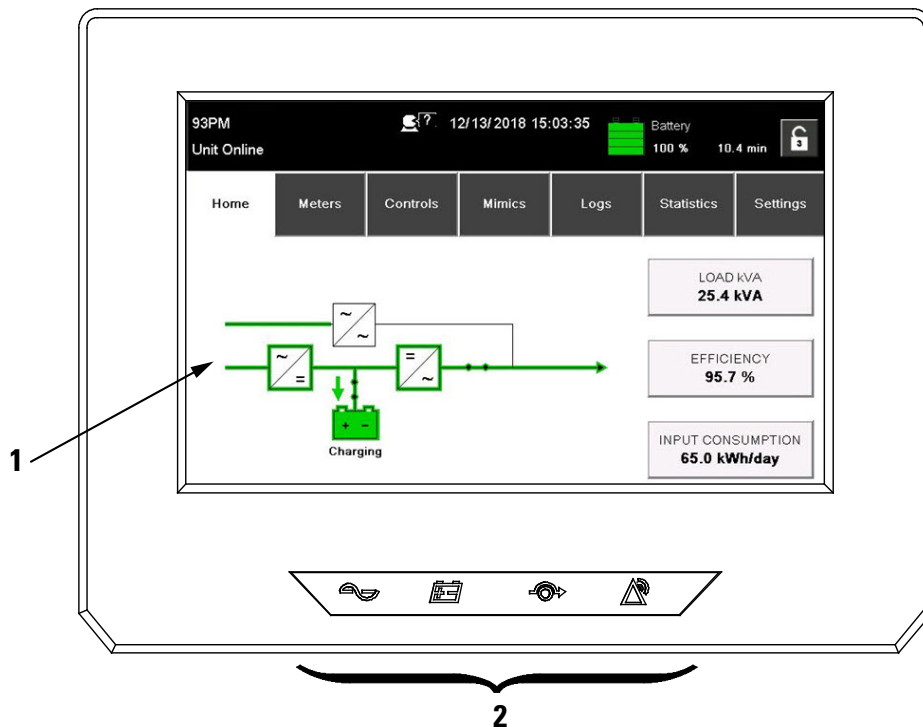 93PM
Unit Online
? 12/13/2018 15:03:35
Battery
100 % 10.4 min
3
Home Meters Controls Mimics Logs Statistics Settings
LOAD kVA
25.4 kVA
~
~
EFFICIENCY
95.7 %
~
=
=
~
+ -
Charging
INPUT CONSUMPTION
65.0 kWh/day
1
2